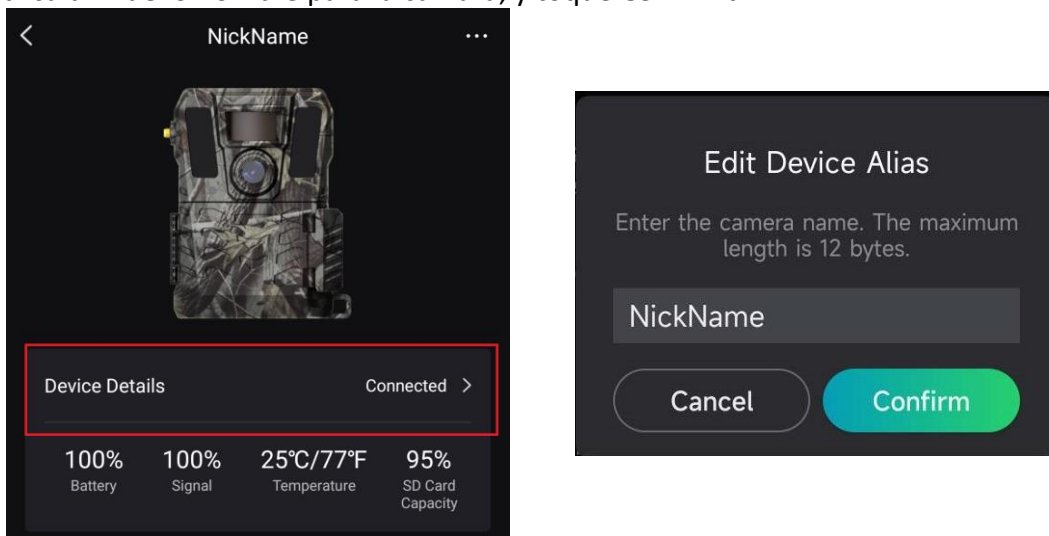 NickName
Device Details
Connected
100%
100%
25℃/77℉
95%
Battery
Signal
Temperature
SD Card
Capacity
Edit Device Alias
Enter the camera name. The maximum
length is 12 bytes.
NickName
Cancel
Confirm